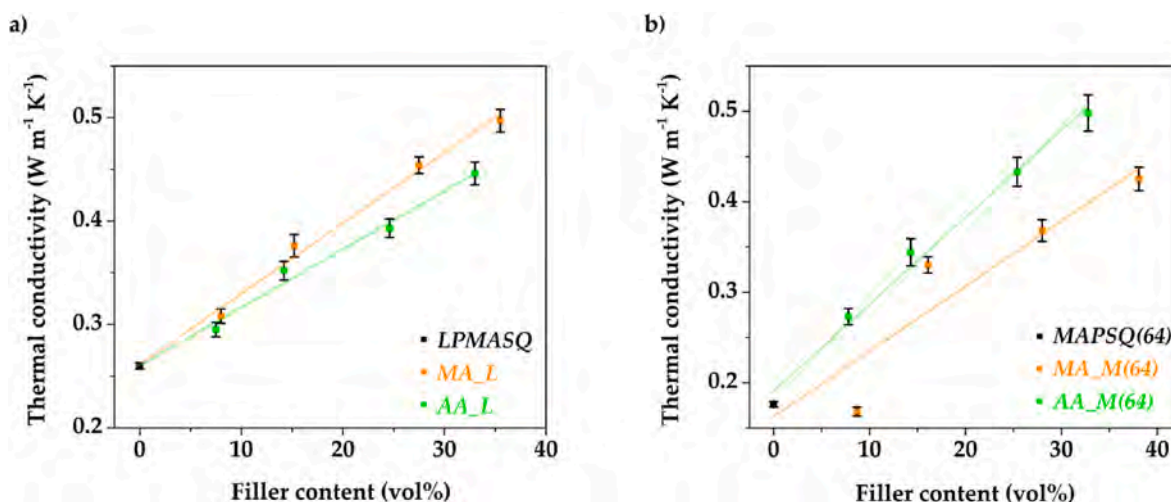 a)
Thermal conductivity (W m⁻¹ K⁻¹)
0.5
0.4
0.3
0.2
0
10
20
30
40
Filler content (vol%)
LPMASQ
MA_L
AA_L
b)
Thermal conductivity (W m⁻¹ K⁻¹)
0.5
0.4
0.3
0.2
0
10
20
30
40
Filler content (vol%)
MAPSQ(64)
MA_M(64)
AA_M(64)